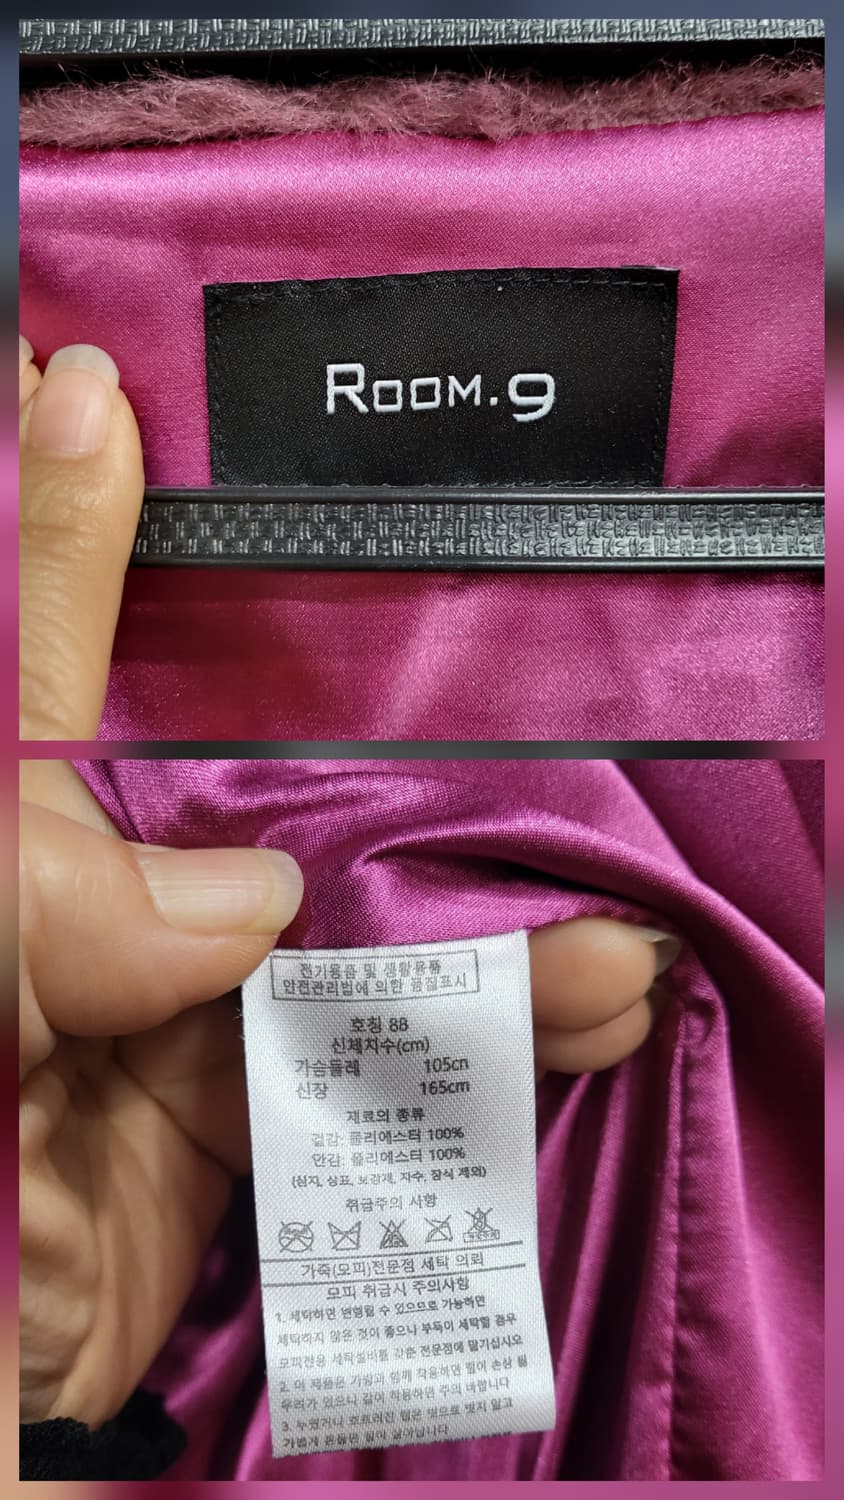 ROOM.9
전기용품 및 생활용품
안전관리법에 의한 품질표시
호칭 88
신체치수(cm)
가슴둘레 105cm
신장 165cm
재료의 종류
겉감: 폴리에스터 100%
안감: 폴리에스터 100%
(심지, 상표, 보강재, 자수, 장식 제외)
취급주의 사항
가죽(모피)전문점 세탁 의뢰
모피 취급시 주의사항
1. 세탁하면 변형될 수 있으므로 가능하면
세탁하지 않은 것이 좋으나 부득이 세탁할 경우
모피전용 세탁설비를 갖춘 전문점에 맡기십시오
2. 이 제품은 가방과 함께 착용하면 털이 손상 될
우려가 있으니 같이 착용하면 주의 바랍니다
3. 누웠거나 흐트러진 털은 빗으로 빗지 말고
가볍게 흔들면 털이 살아납니다